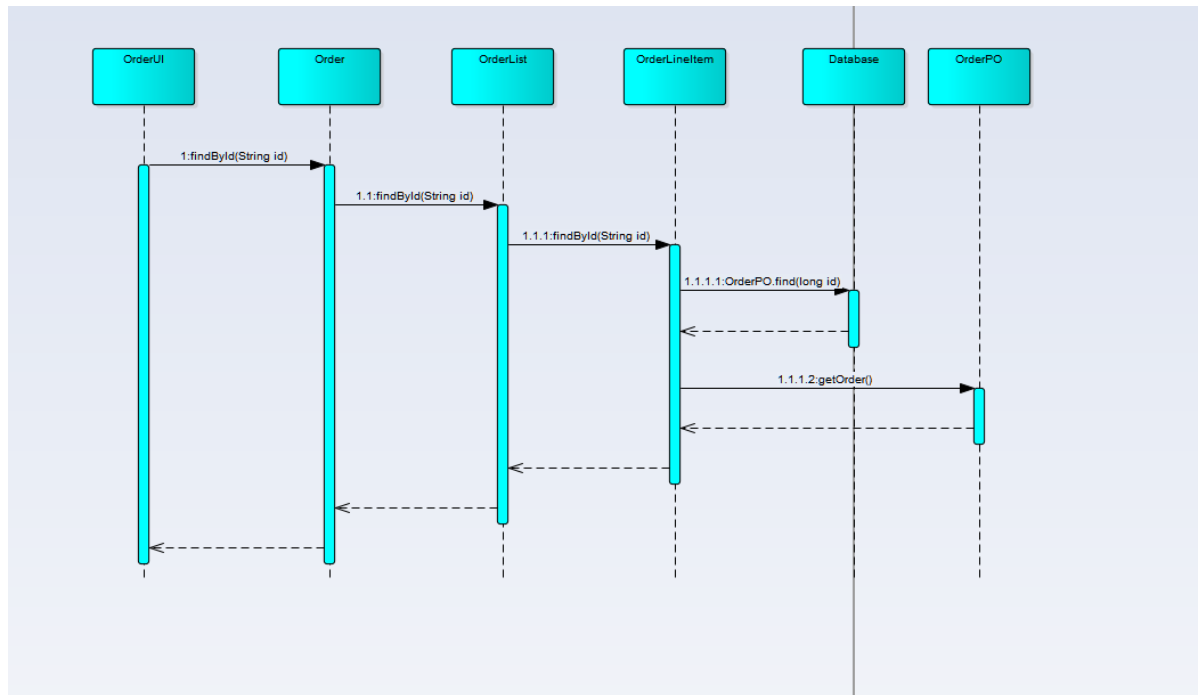 OrderUI
Order
OrderList
OrderLineItem
Database
OrderPO
1:findById(String id)
1.1:findById(String id)
1.1.1:findById(String id)
1.1.1.1:OrderPO.find(long id)
1.1.1.2:getOrder()